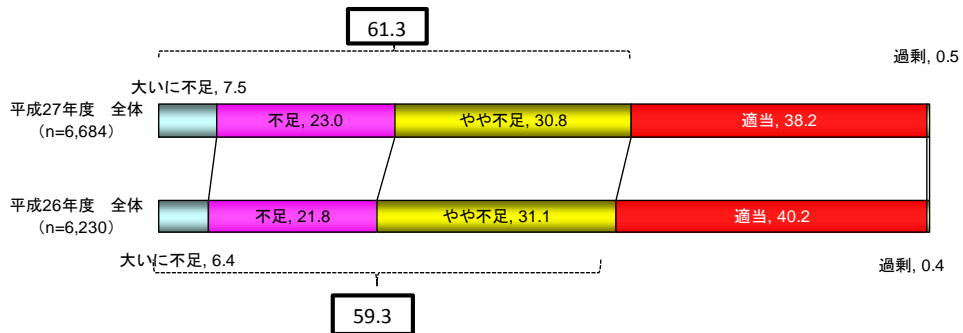 61.3
過剰, 0.5
大いに不足, 7.5
平成27年度　全体
（n=6,684）
不足, 23.0
やや不足, 30.8
適当, 38.2
平成26年度　全体
（n=6,230）
不足, 21.8
やや不足, 31.1
適当, 40.2
大いに不足, 6.4
過剰, 0.4
59.3